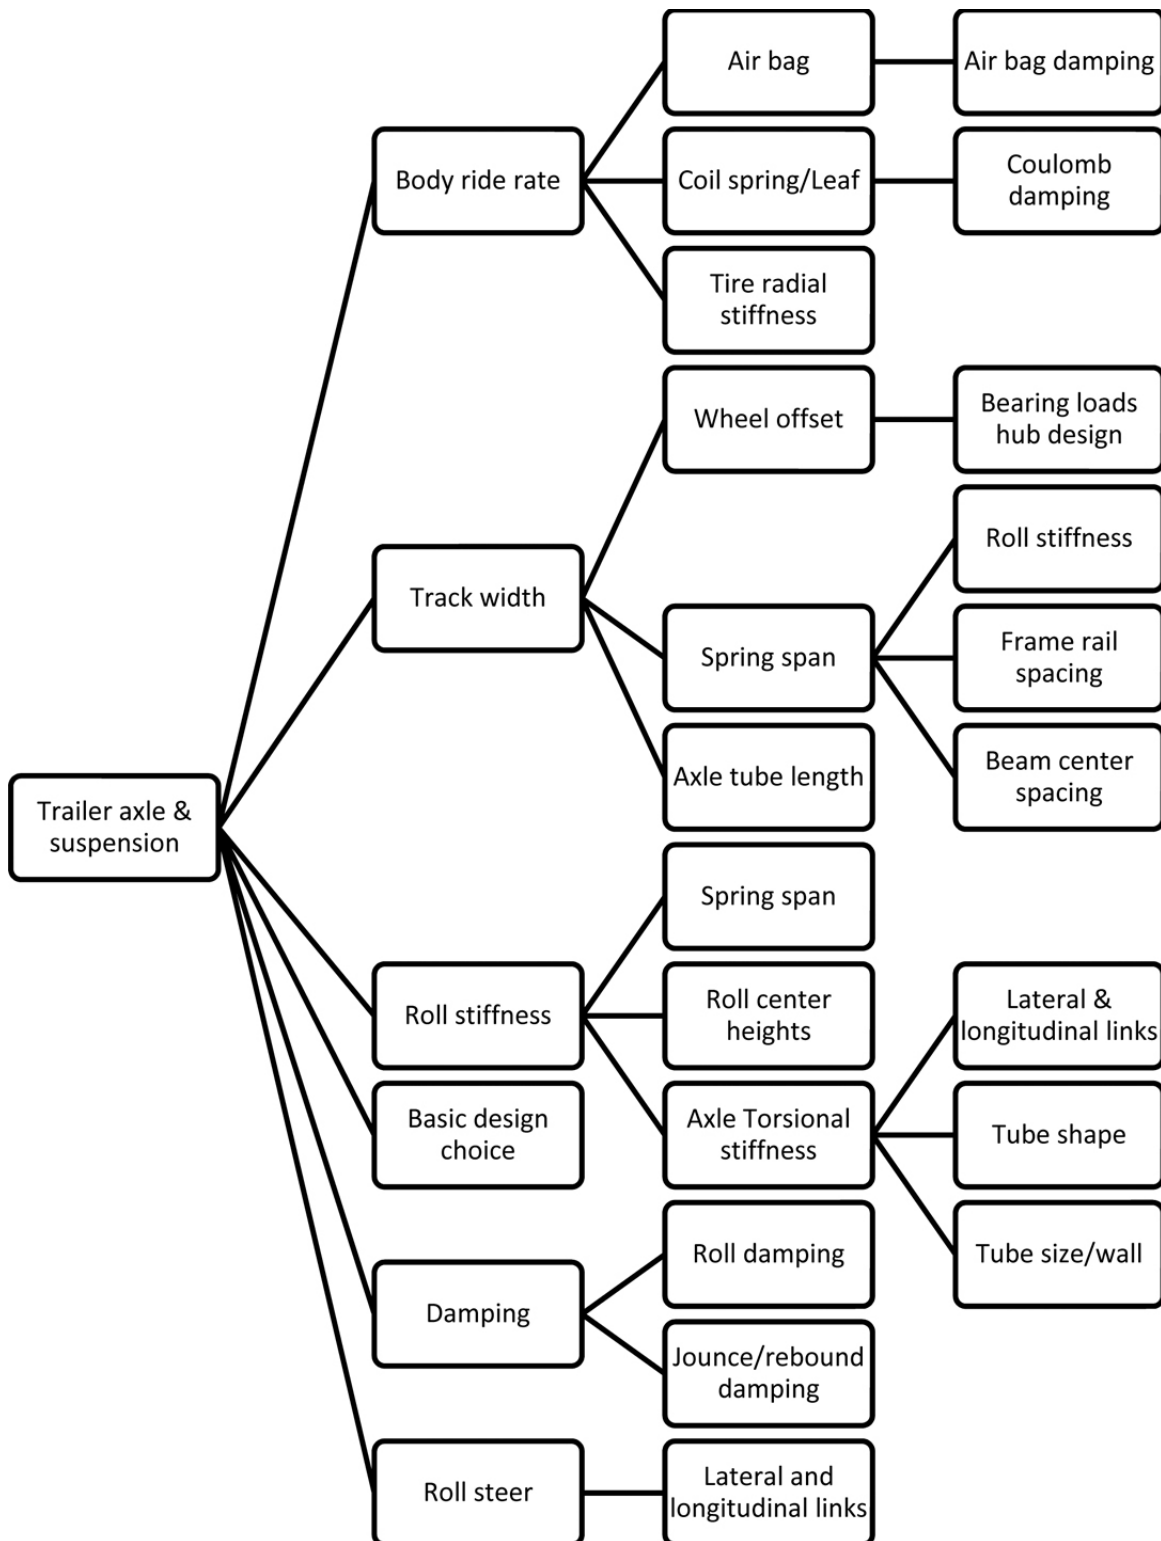 Air bag
Air bag damping
Body ride rate
Coil spring/Leaf
Coulomb
damping
Tire radial
stiffness
Wheel offset
Bearing loads
hub design
Roll stiffness
Track width
Spring span
Frame rail
spacing
Axle tube length
Beam center
spacing
Trailer axle &
suspension
Spring span
Roll stiffness
Roll center
heights
Lateral &
longitudinal links
Basic design
choice
Axle Torsional
stiffness
Tube shape
Roll damping
Tube size/wall
Damping
Jounce/rebound
damping
Roll steer
Lateral and
longitudinal links